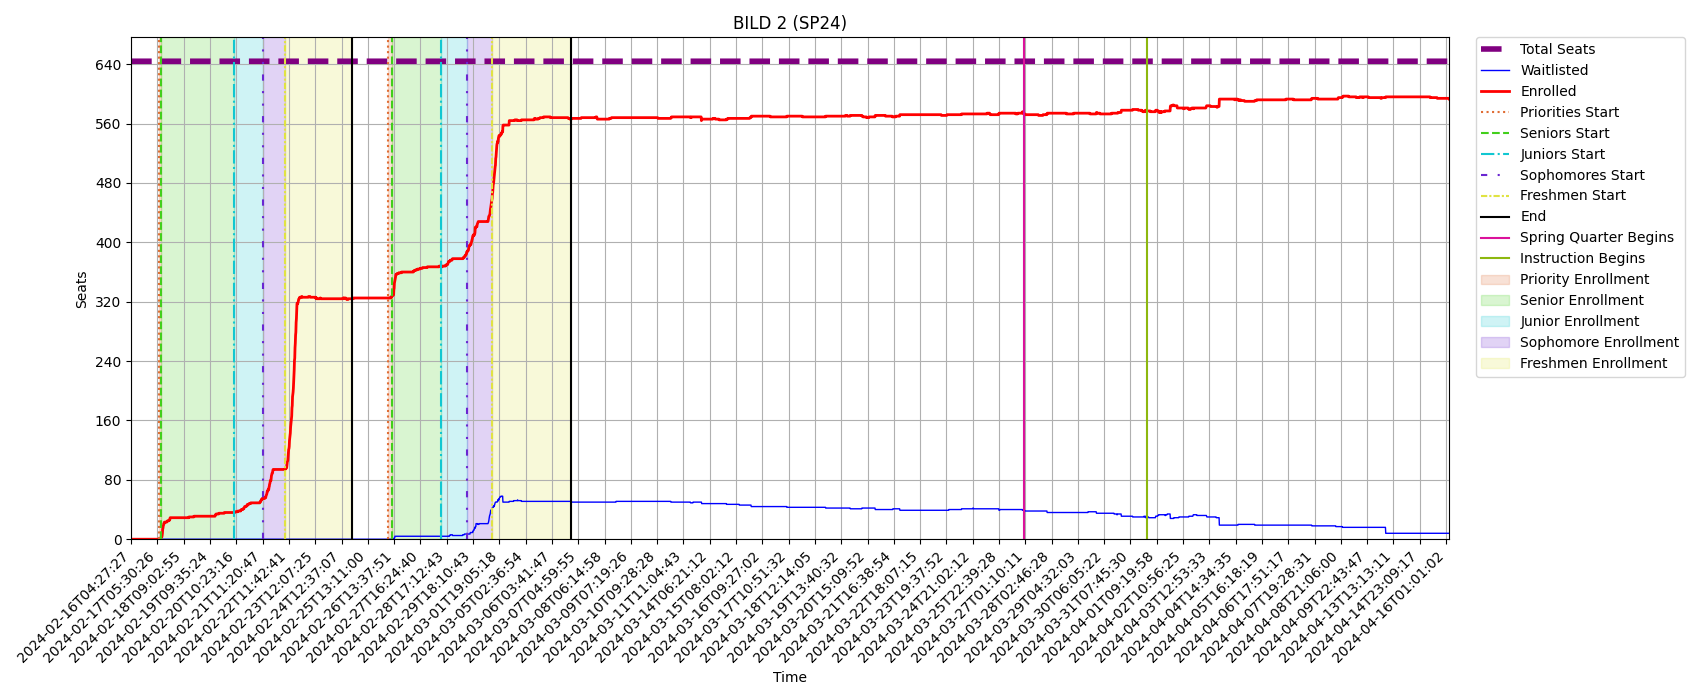 BILD 2 (SP24)
Seats
640
560
480
400
320
240
160
80
0
2024-02-16T04:27:27
2024-02-17T05:30:26
2024-02-18T09:02:55
2024-02-19T09:35:24
2024-02-20T10:23:16
2024-02-21T11:20:47
2024-02-22T11:42:41
2024-02-23T12:07:25
2024-02-24T12:37:07
2024-02-25T13:11:00
2024-02-26T13:37:51
2024-02-27T16:24:40
2024-02-28T17:12:43
2024-02-29T18:10:43
2024-03-01T19:05:18
2024-03-05T02:36:54
2024-03-06T03:41:47
2024-03-07T04:59:55
2024-03-08T06:14:58
2024-03-09T07:19:26
2024-03-10T09:28:28
2024-03-11T11:04:43
2024-03-14T06:21:12
2024-03-15T08:02:12
2024-03-16T09:27:02
2024-03-17T10:51:32
2024-03-18T12:14:05
2024-03-19T13:40:32
2024-03-20T15:09:52
2024-03-21T16:38:54
2024-03-22T18:07:15
2024-03-23T19:37:52
2024-03-24T21:02:12
2024-03-25T22:39:28
2024-03-27T01:10:11
2024-03-28T02:46:28
2024-03-29T04:32:03
2024-03-30T06:05:22
2024-03-31T07:45:30
2024-04-01T09:19:58
2024-04-02T10:56:25
2024-04-03T12:53:33
2024-04-04T14:34:35
2024-04-05T16:18:19
2024-04-06T17:51:17
2024-04-07T19:28:31
2024-04-08T21:06:00
2024-04-09T22:43:47
2024-04-13T13:13:11
2024-04-14T23:09:17
2024-04-16T01:01:02
Time
Total Seats
Waitlisted
Enrolled
Priorities Start
Seniors Start
Juniors Start
Sophomores Start
Freshmen Start
End
Spring Quarter Begins
Instruction Begins
Priority Enrollment
Senior Enrollment
Junior Enrollment
Sophomore Enrollment
Freshmen Enrollment